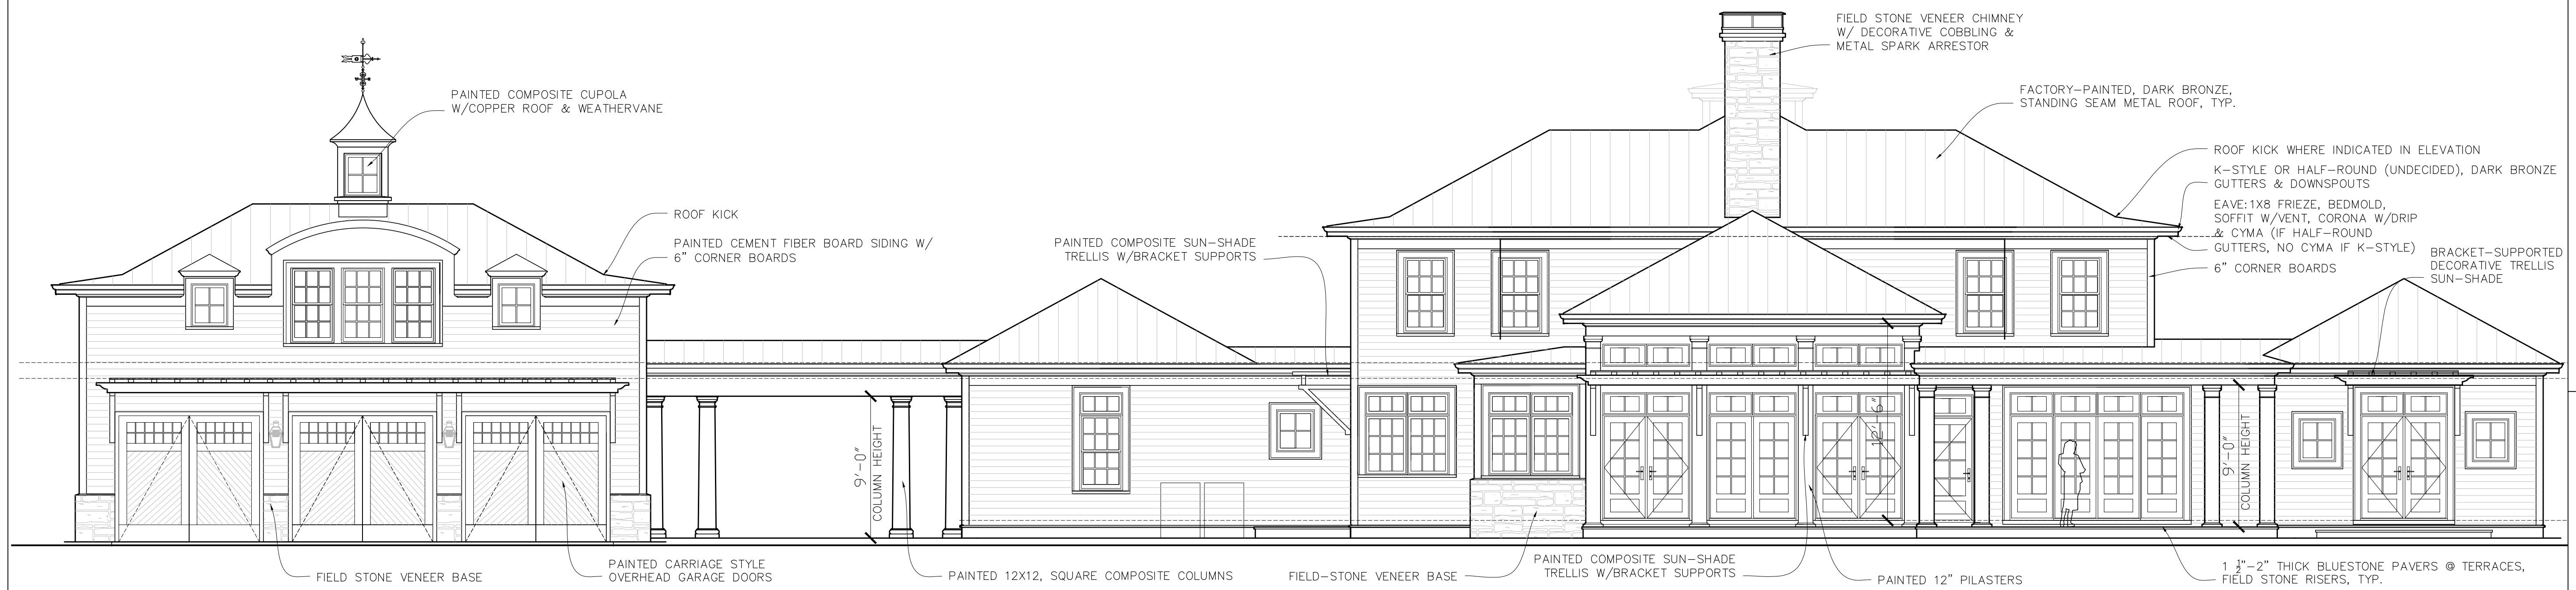 FIELD STONE VENEER CHIMNEY
W/ DECORATIVE COBBLING &
METAL SPARK ARRESTOR
PAINTED COMPOSITE CUPOLA
W/COPPER ROOF & WEATHERVANE
FACTORY-PAINTED, DARK BRONZE,
STANDING SEAM METAL ROOF, TYP.
ROOF KICK WHERE INDICATED IN ELEVATION
K-STYLE OR HALF-ROUND (UNDECIDED), DARK BRONZE
GUTTERS & DOWNSPOUTS
EAVE:1X8 FRIEZE, BEDMOLD,
SOFFIT W/VENT, CORONA W/DRIP
& CYMA (IF HALF-ROUND
GUTTERS, NO CYMA IF K-STYLE)
6" CORNER BOARDS
BRACKET-SUPPORTED
DECORATIVE TRELLIS
SUN-SHADE
ROOF KICK
PAINTED CEMENT FIBER BOARD SIDING W/
6" CORNER BOARDS
PAINTED COMPOSITE SUN-SHADE
TRELLIS W/BRACKET SUPPORTS
9'-0"
COLUMN HEIGHT
12'-6"
9'-0"
COLUMN HEIGHT
FIELD STONE VENEER BASE
PAINTED CARRIAGE STYLE
OVERHEAD GARAGE DOORS
PAINTED 12X12, SQUARE COMPOSITE COLUMNS
FIELD-STONE VENEER BASE
PAINTED COMPOSITE SUN-SHADE
TRELLIS W/BRACKET SUPPORTS
PAINTED 12" PILASTERS
1 1/2"-2" THICK BLUESTONE PAVERS @ TERRACES,
FIELD STONE RISERS, TYP.